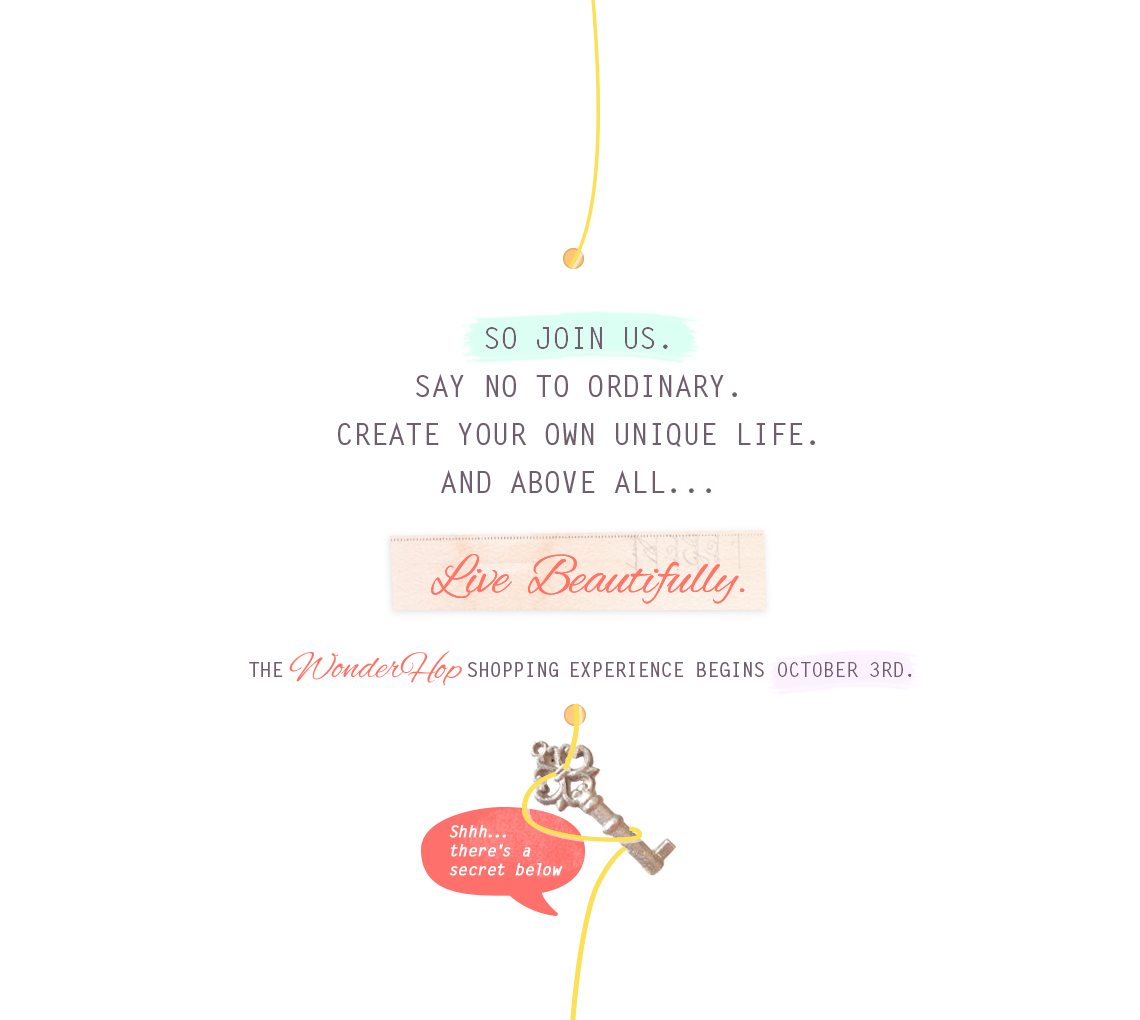 SO JOIN US.
SAY NO TO ORDINARY.
CREATE YOUR OWN UNIQUE LIFE.
AND ABOVE ALL...
Live Beautifully.
THE WonderHop SHOPPING EXPERIENCE BEGINS OCTOBER 3RD.
Shhh...
there's a
secret below